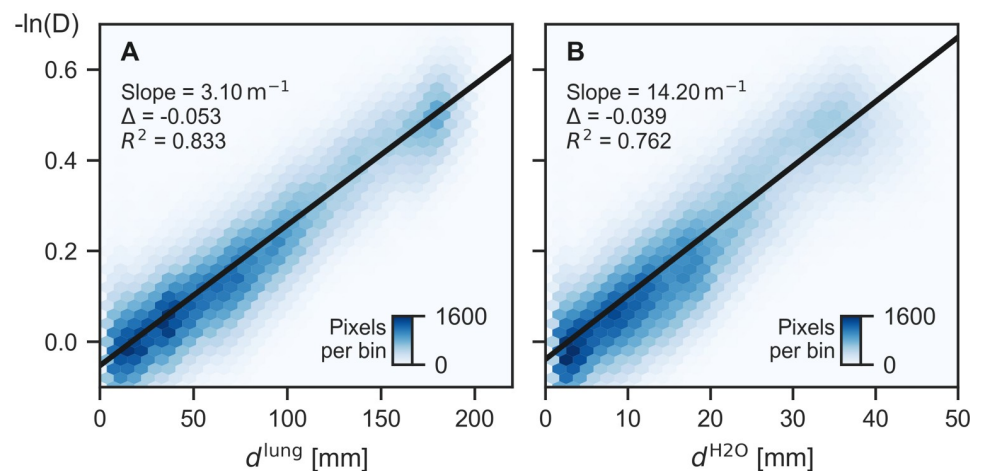 -ln(D)
0.6
0.4
0.2
0.0
A
Slope = 3.10 m⁻¹
Δ = -0.053
R² = 0.833
Pixels per bin
1600
0
0 50 100 150 200
d^lung [mm]
B
Slope = 14.20 m⁻¹
Δ = -0.039
R² = 0.762
Pixels per bin
1600
0
0 10 20 30 40 50
d^H2O [mm]